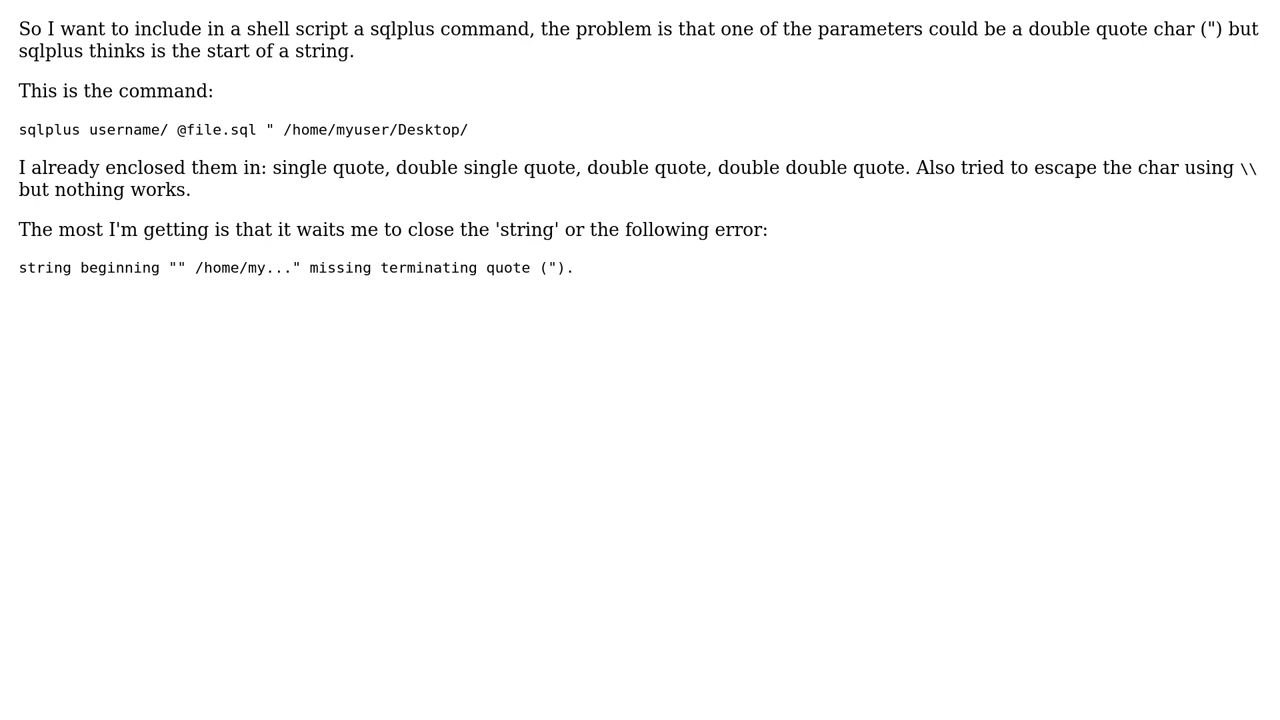 So I want to include in a shell script a sqlplus command, the problem is that one of the parameters could be a double quote char (") but
sqlplus thinks is the start of a string.
This is the command:
sqlplus username/ @file.sql " /home/myuser/Desktop/
I already enclosed them in: single quote, double single quote, double quote, double double quote. Also tried to escape the char using \\
but nothing works.
The most I'm getting is that it waits me to close the 'string' or the following error:
string beginning "" /home/my..." missing terminating quote (").